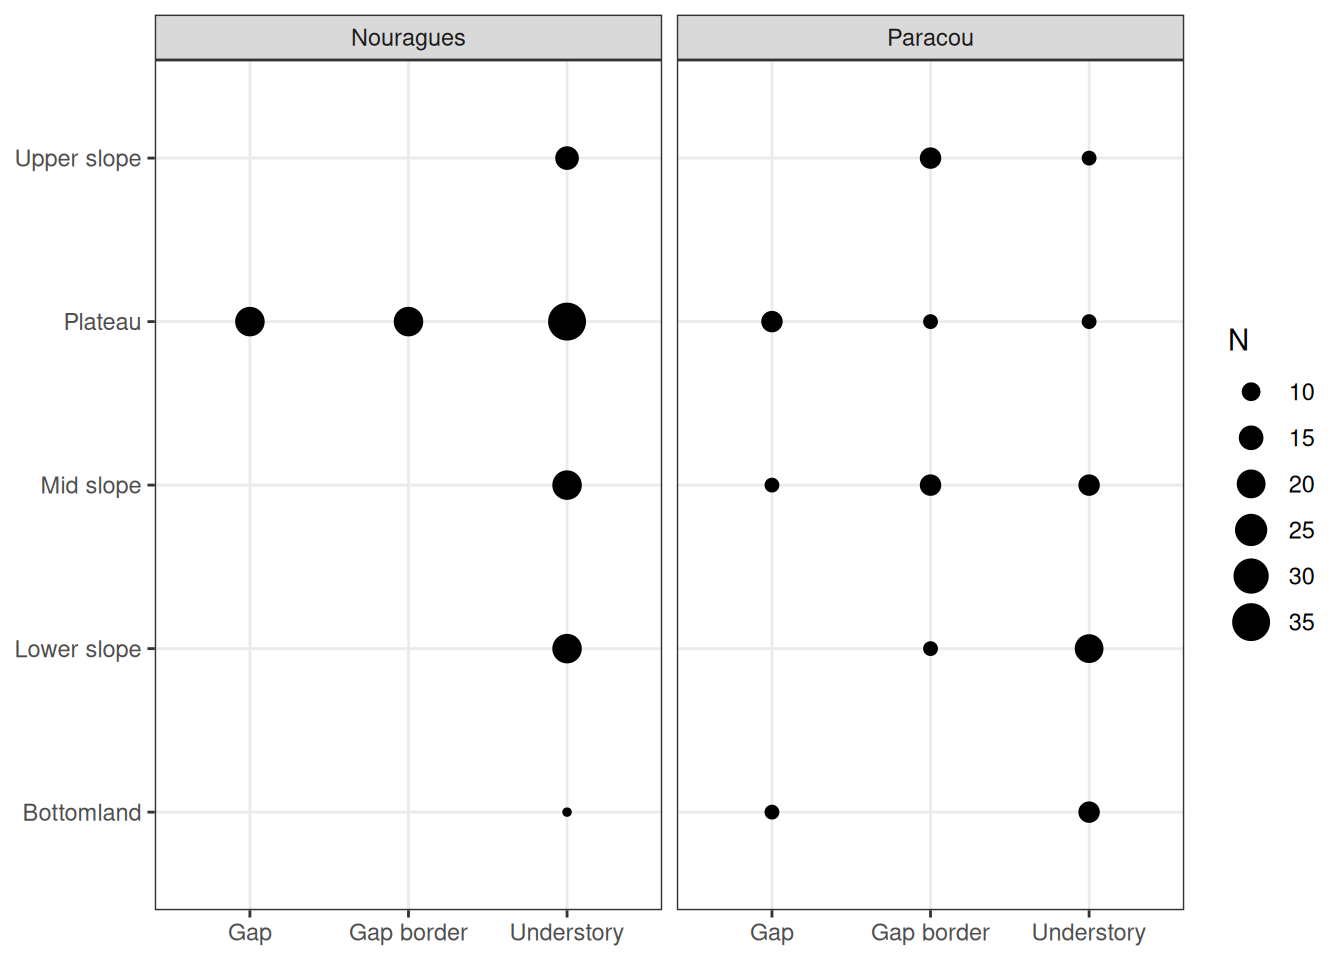 Nouragues
Paracou
Upper slope
Plateau
Mid slope
Lower slope
Bottomland
Gap
Gap border
Understory
Gap
Gap border
Understory
N
10
15
20
25
30
35